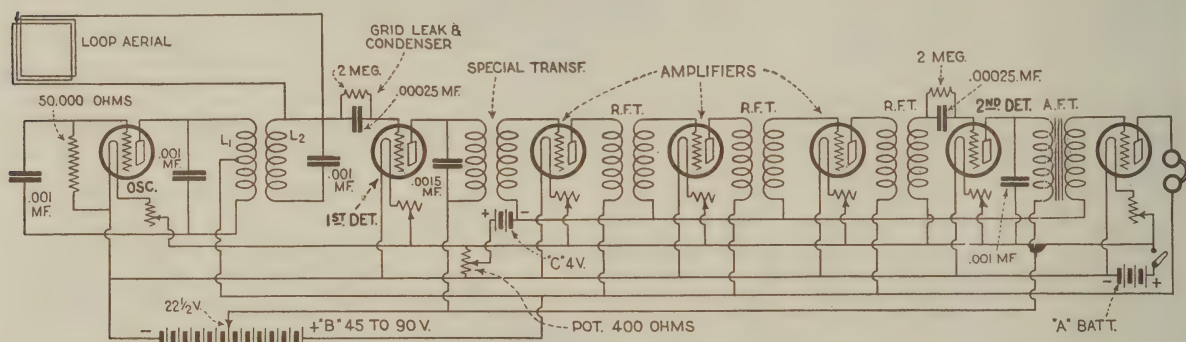 LOOP AERIAL
GRID LEAK &
CONDENSER
2 MEG.
.00025 MF.
SPECIAL TRANSF.
AMPLIFIERS
R.F.T.
R.F.T.
R.F.T.
2 MEG.
.00025. MF.
2ND DET.
A.F.T.
50,000 OHMS
L1
L2
.001
MF.
OSC.
.001
MF.
.001
MF.
1ST. DET.
.0015
MF.
+
-
"C" 4V.
.001 MF
-
+
"A" BATT.
22½V.
-
+"B" 45 TO 90 V.
POT. 400 OHMS